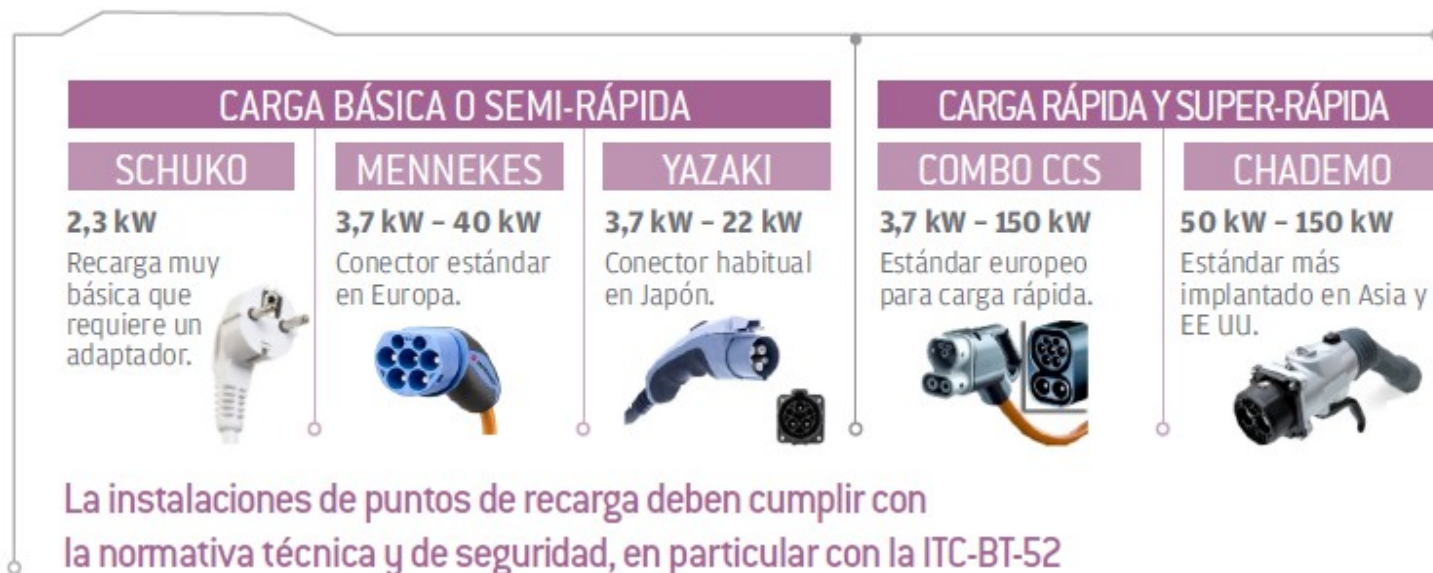 CARGA BÁSICA O SEMI-RÁPIDA
SCHUKO
2,3 kW
Recarga muy
básica que
requiere un
adaptador.
MENNEKES
3,7 kW – 40 kW
Conector estándar
en Europa.
YAZAKI
3,7 kW – 22 kW
Conector habitual
en Japón.
CARGA RÁPIDA Y SUPER-RÁPIDA
COMBO CCS
3,7 kW – 150 kW
Estándar europeo
para carga rápida.
CHADEMO
50 kW – 150 kW
Estándar más
implantado en Asia y
EE UU.
La instalaciones de puntos de recarga deben cumplir con
la normativa técnica y de seguridad, en particular con la ITC-BT-52